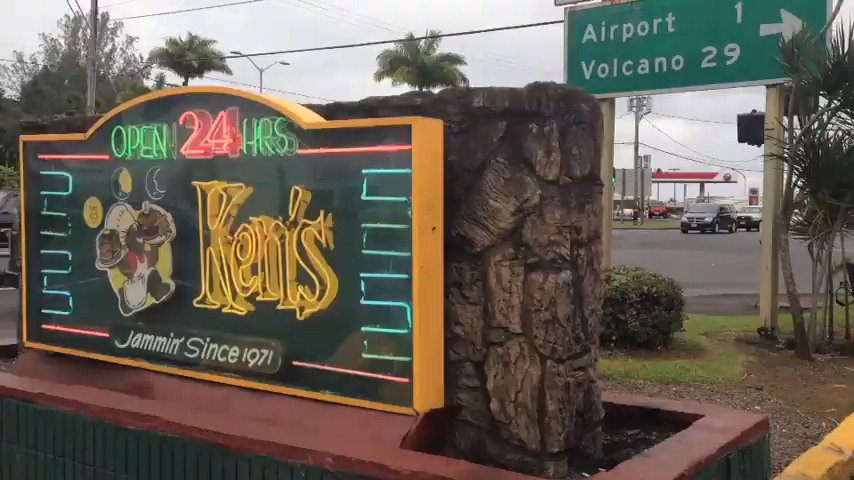 Airport 1
Volcano 29
OPEN 24 HRS
Ken's
Jammin' Since 1971